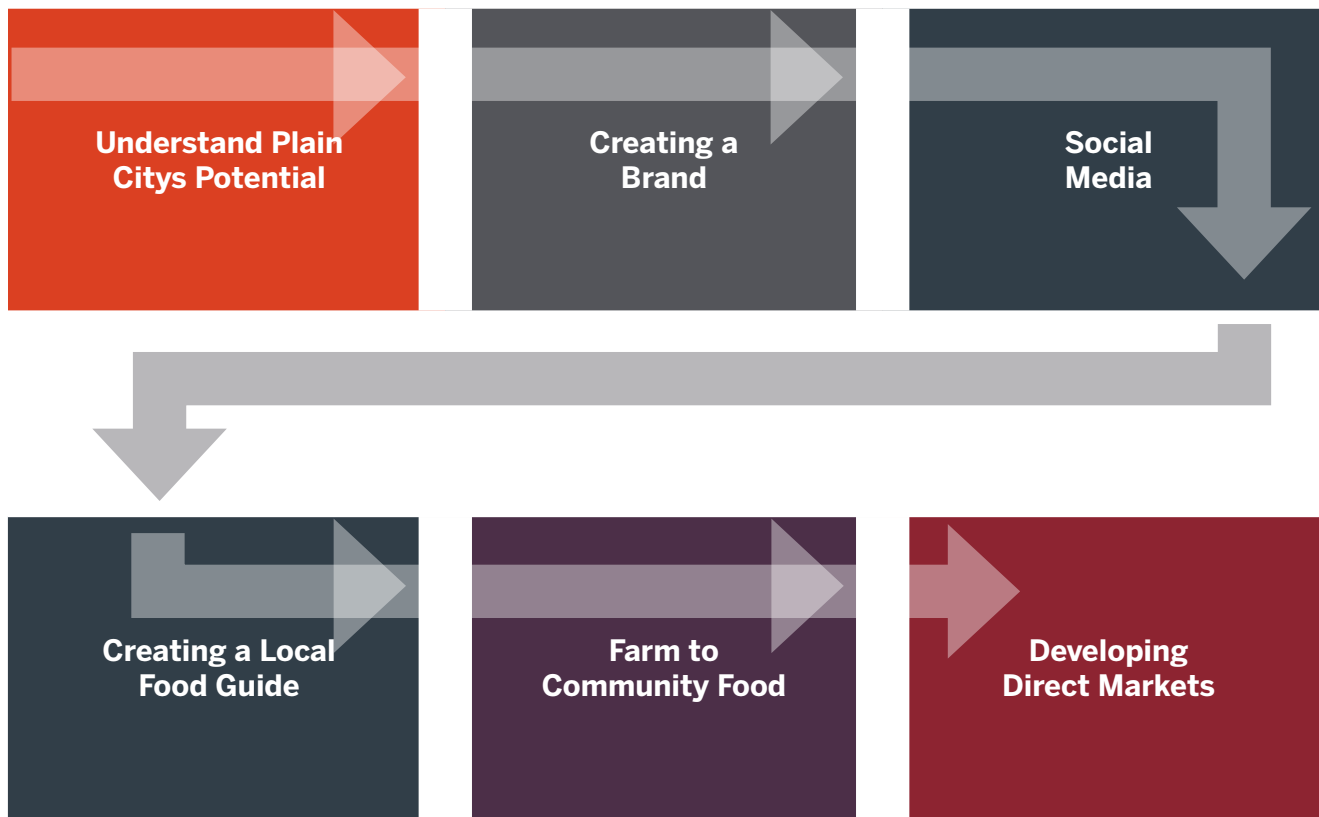 Understand Plain
Citys Potential
Creating a
Brand
Social
Media
Creating a Local
Food Guide
Farm to
Community Food
Developing
Direct Markets